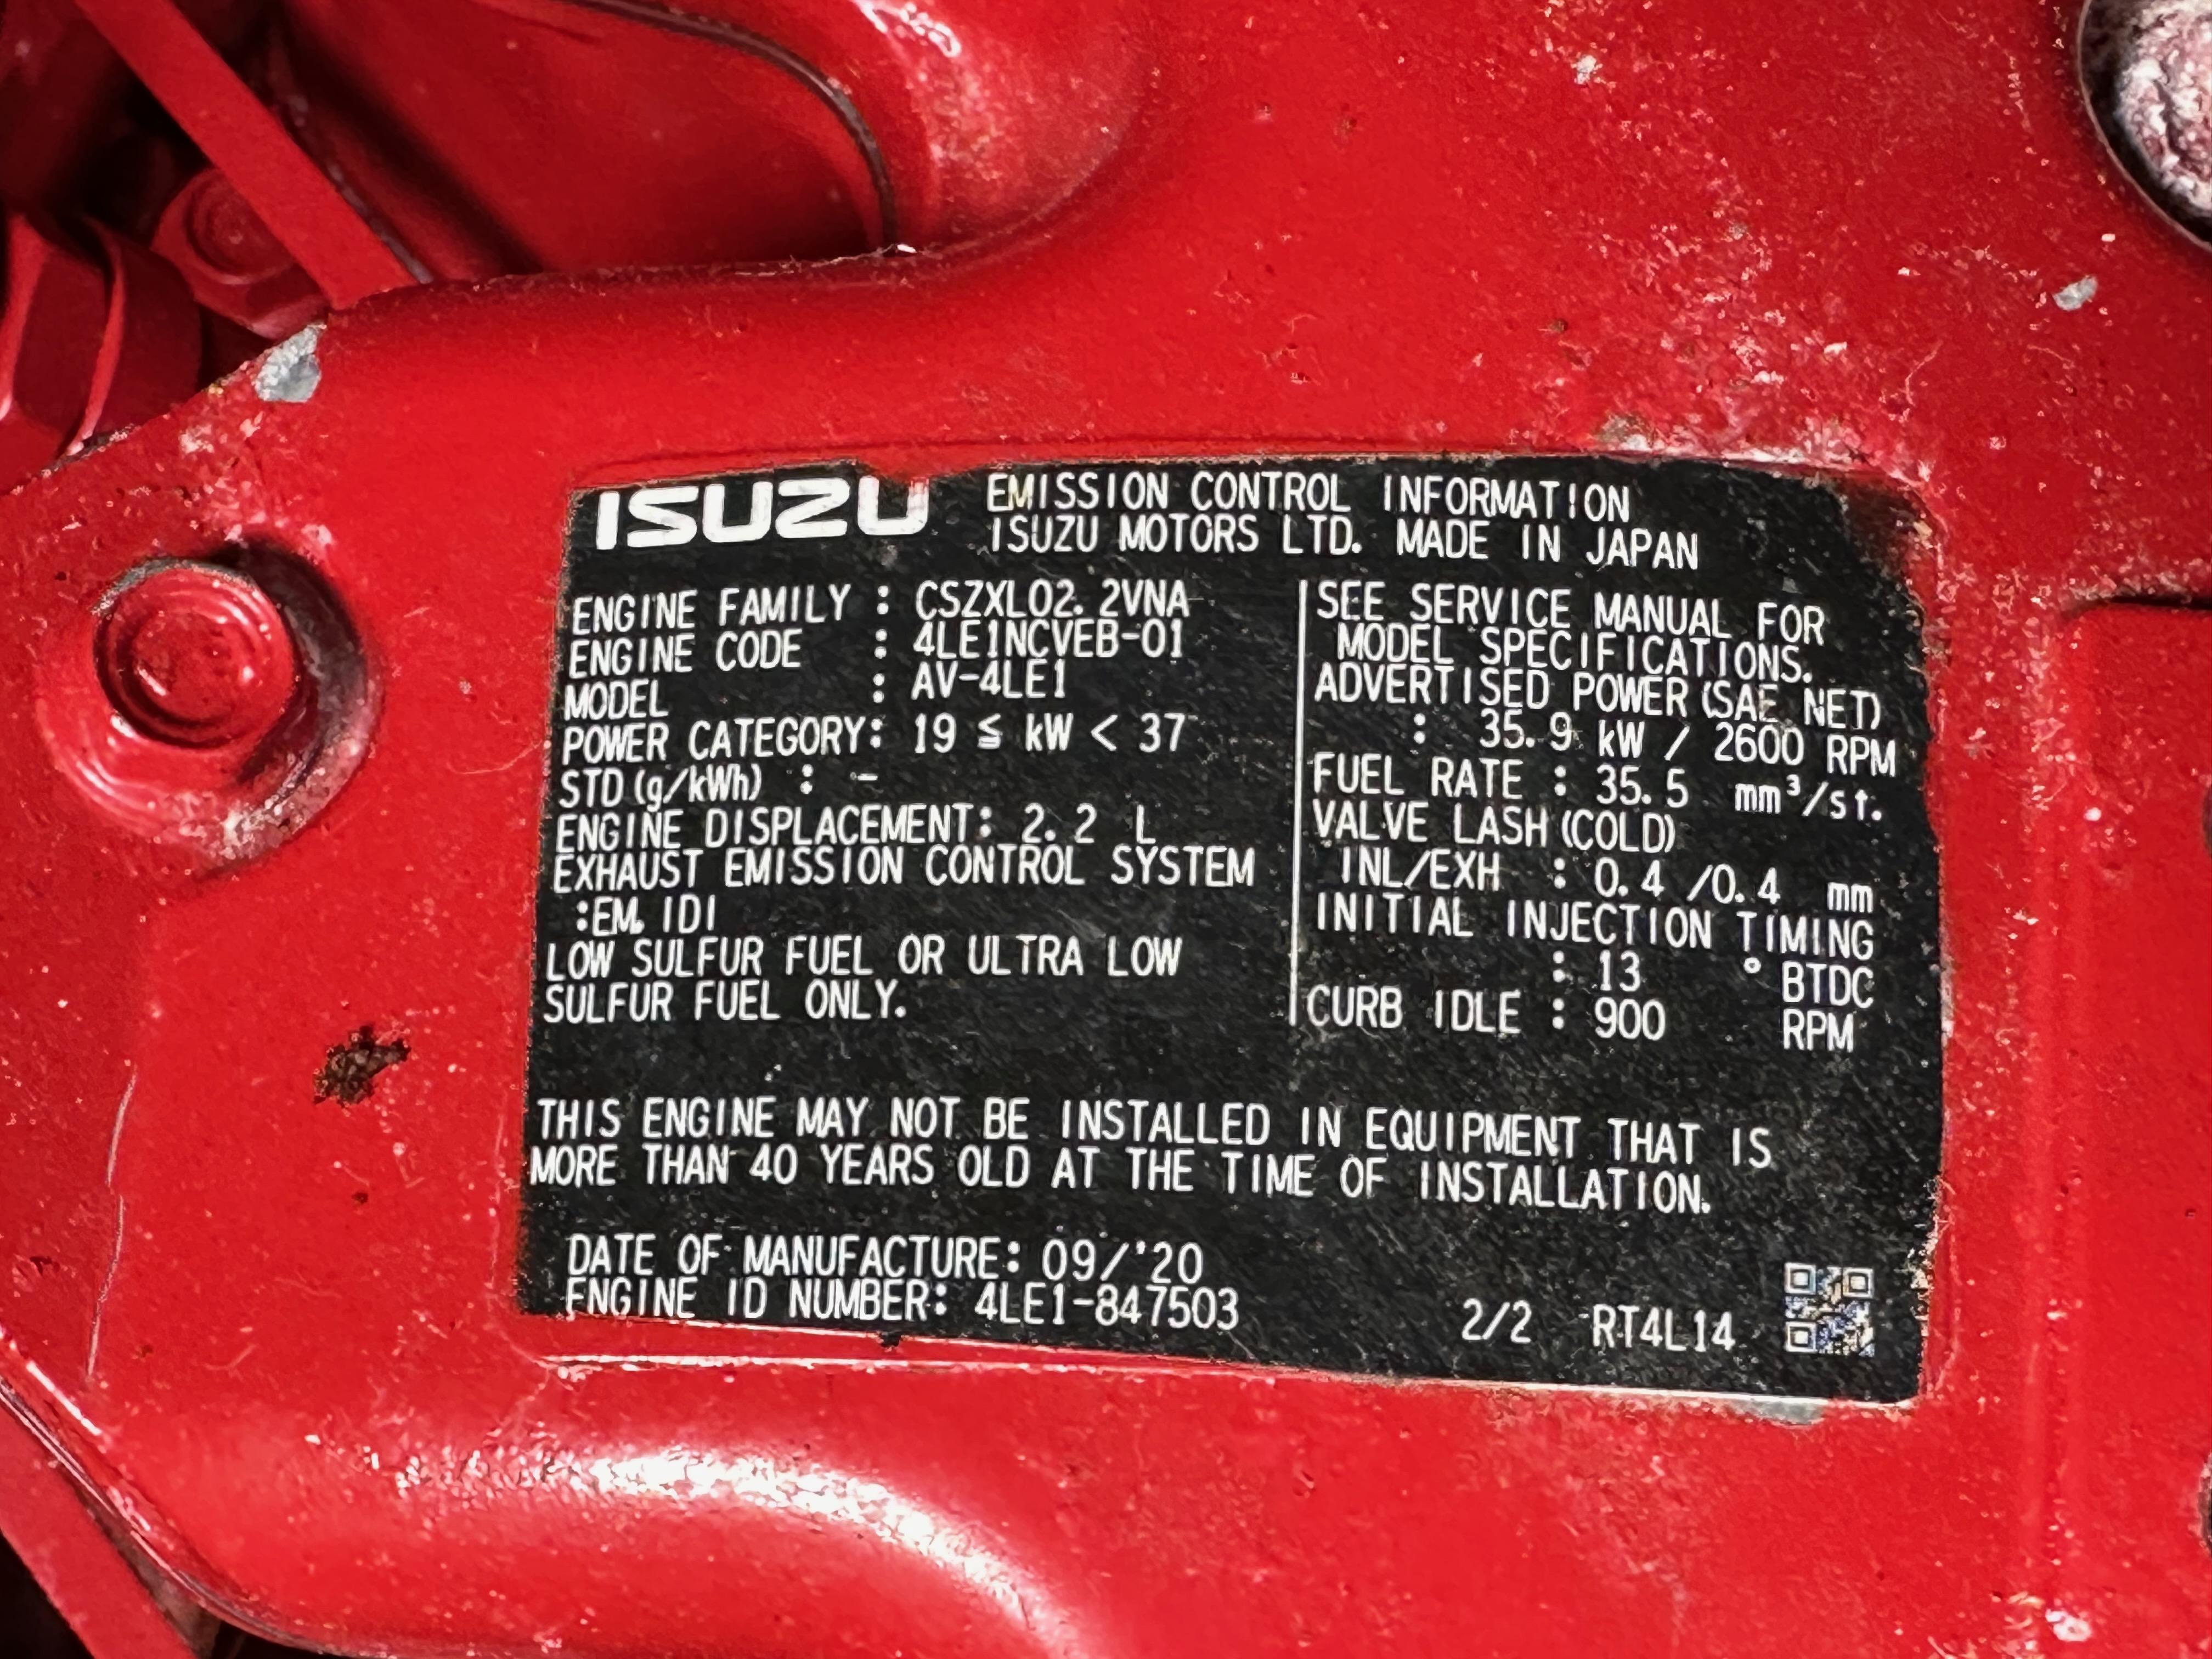 ISUZU
EMISSION CONTROL INFORMATION
ISUZU MOTORS LTD. MADE IN JAPAN
ENGINE FAMILY : CSZXL02.2VNA
ENGINE CODE : 4LE1NCVEB-01
MODEL : AV-4LE1
POWER CATEGORY: 19 ≦ kW < 37
STD(g/kWh) : -
ENGINE DISPLACEMENT: 2.2 L
EXHAUST EMISSION CONTROL SYSTEM
:EM, IDI
LOW SULFUR FUEL OR ULTRA LOW
SULFUR FUEL ONLY.
SEE SERVICE MANUAL FOR
MODEL SPECIFICATIONS.
ADVERTISED POWER(SAE NET)
: 35.9 kW / 2600 RPM
FUEL RATE : 35.5 mm³/st.
VALVE LASH(COLD)
INL/EXH : 0.4 /0.4 mm
INITIAL INJECTION TIMING
: 13 ° BTDC
CURB IDLE : 900 RPM
THIS ENGINE MAY NOT BE INSTALLED IN EQUIPMENT THAT IS
MORE THAN 40 YEARS OLD AT THE TIME OF INSTALLATION.
DATE OF MANUFACTURE: 09/'20
ENGINE ID NUMBER: 4LE1-847503
2/2 RT4L14